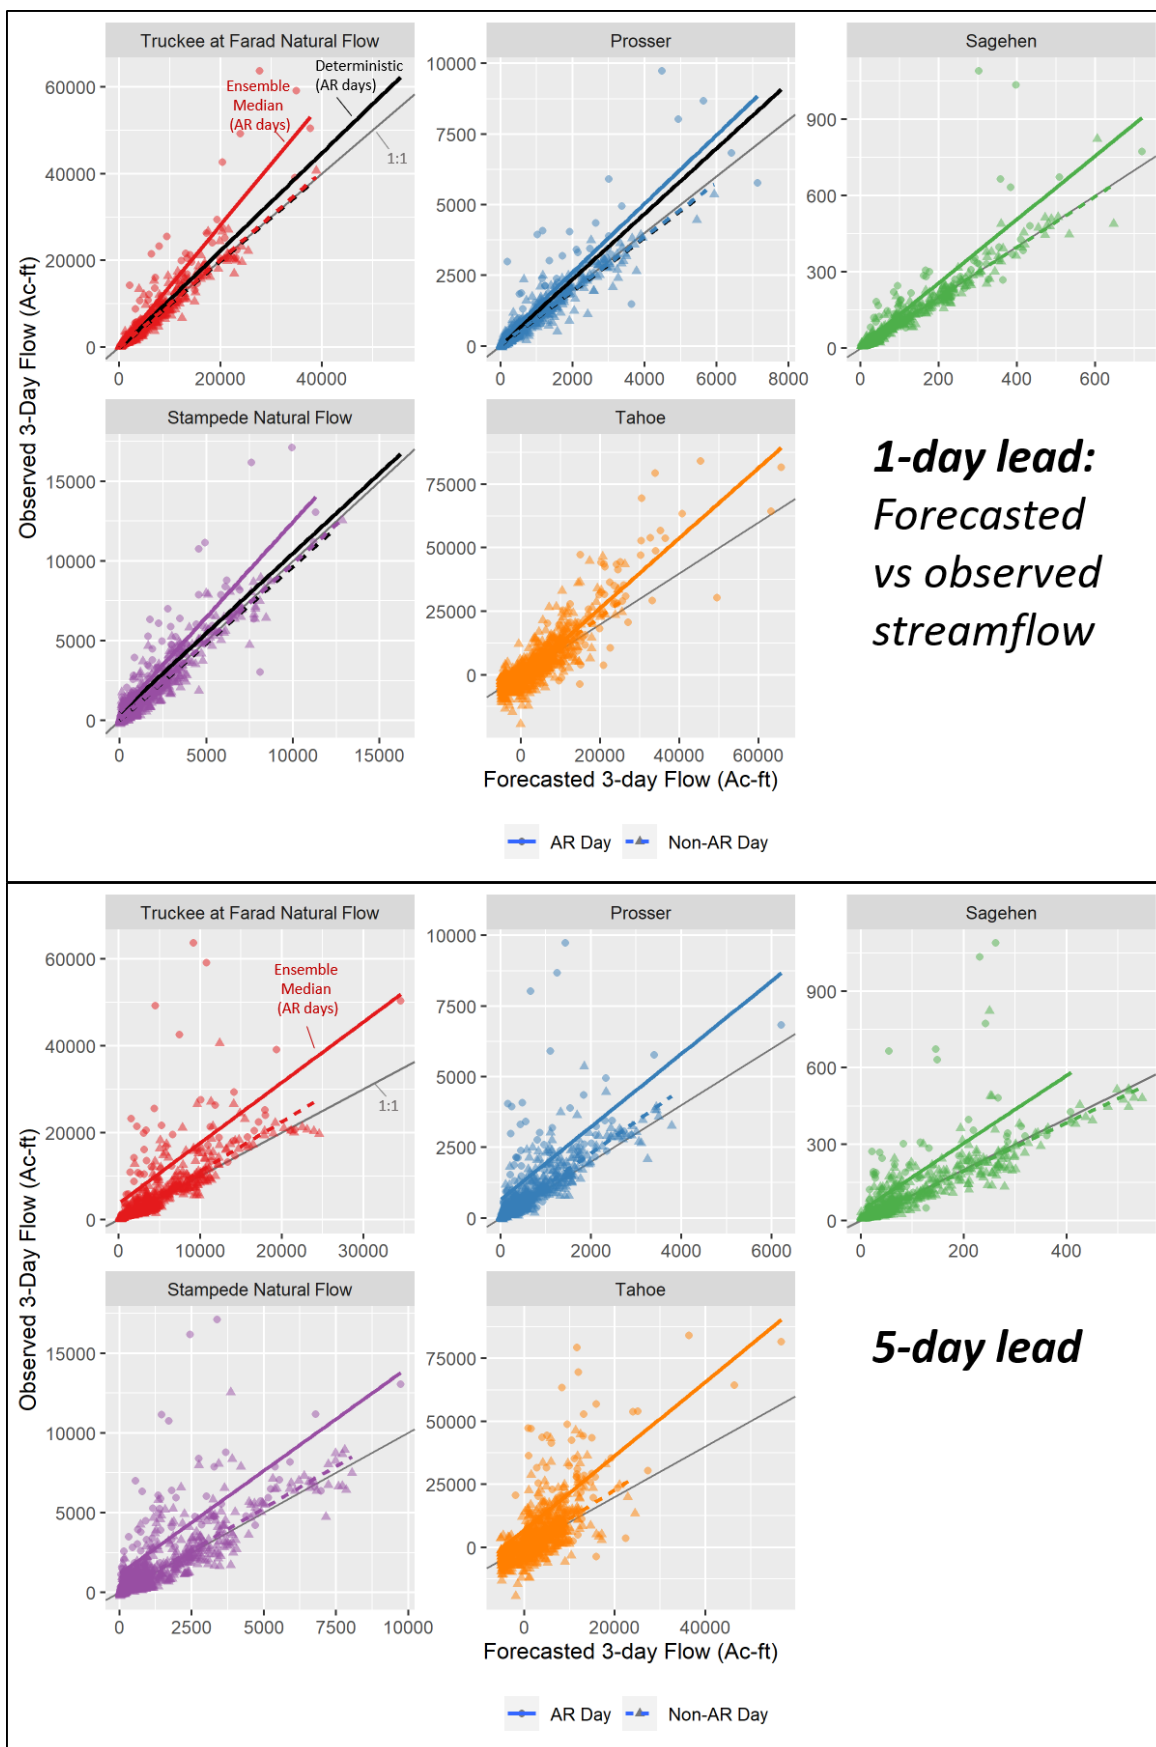 Truckee at Farad Natural Flow
Prosser
Sagehen
Ensemble
Median
(AR days)
Deterministic
(AR days)
1:1
60000
40000
20000
0
0 20000 40000
10000
7500
5000
2500
0
0 2000 4000 6000 8000
900
600
300
0
0 200 400 600
Observed 3-Day Flow (Ac-ft)
Stampede Natural Flow
Tahoe
15000
10000
5000
0
0 5000 10000 15000
75000
50000
25000
0
0 20000 40000 60000
Forecasted 3-day Flow (Ac-ft)
1-day lead:
Forecasted
vs observed
streamflow
AR Day Non-AR Day
Truckee at Farad Natural Flow
Prosser
Sagehen
Ensemble
Median
(AR days)
1:1
60000
40000
20000
0
0 10000 20000 30000
10000
7500
5000
2500
0
0 2000 4000 6000
900
600
300
0
0 200 400
Observed 3-Day Flow (Ac-ft)
Stampede Natural Flow
Tahoe
15000
10000
5000
0
0 2500 5000 7500 10000
75000
50000
25000
0
0 20000 40000
Forecasted 3-day Flow (Ac-ft)
5-day lead
AR Day Non-AR Day